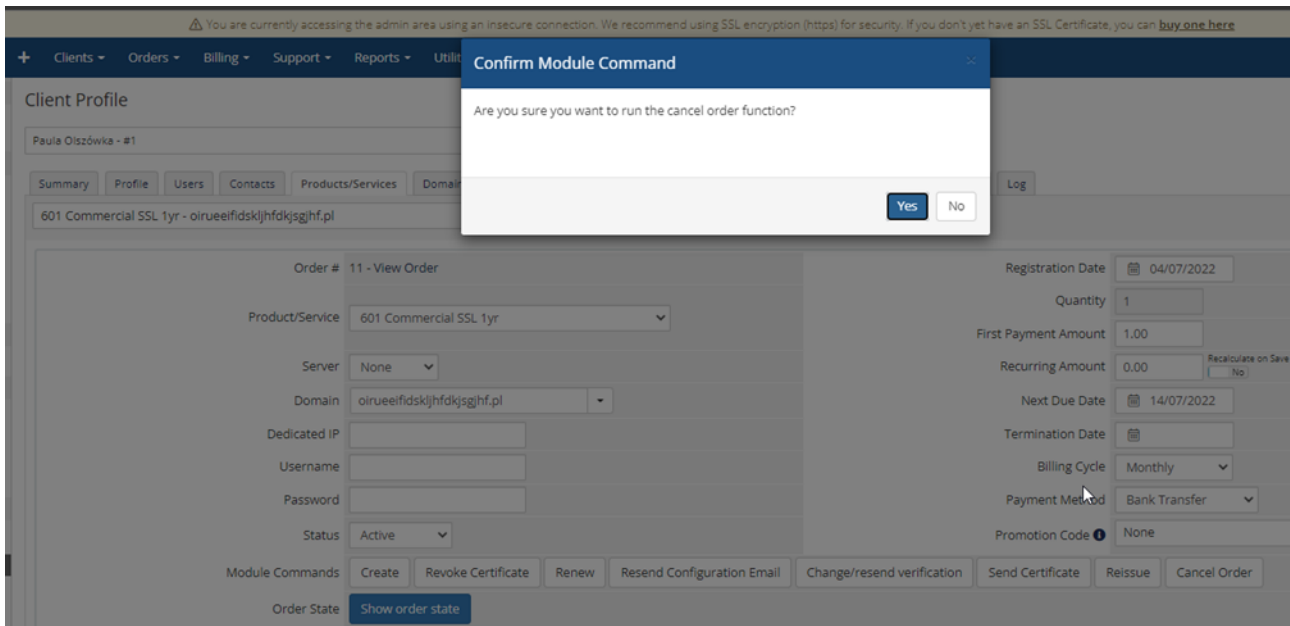 You are currently accessing the admin area using an insecure connection. We recommend using SSL encryption (https) for security. If you don't yet have an SSL Certificate, you can buy one here
Clients Orders Billing Support Reports Utilit
Confirm Module Command
Are you sure you want to run the cancel order function?
Yes No
Client Profile
Paula Olszówka - #1
Summary Profile Users Contacts Products/Services Domain Log
601 Commercial SSL 1yr - oirueeifidskljhfdkjsgjhf.pl
Order # 11 - View Order Registration Date 04/07/2022
Quantity 1
Product/Service 601 Commercial SSL 1yr
First Payment Amount 1.00
Server None Recurring Amount 0.00 Recalculate on Save No
Domain oirueeifidskljhfdkjsgjhf.pl Next Due Date 14/07/2022
Dedicated IP Termination Date
Username Billing Cycle Monthly
Password Payment Method Bank Transfer
Status Active Promotion Code None
Module Commands Create Revoke Certificate Renew Resend Configuration Email Change/resend verification Send Certificate Reissue Cancel Order
Order State Show order state